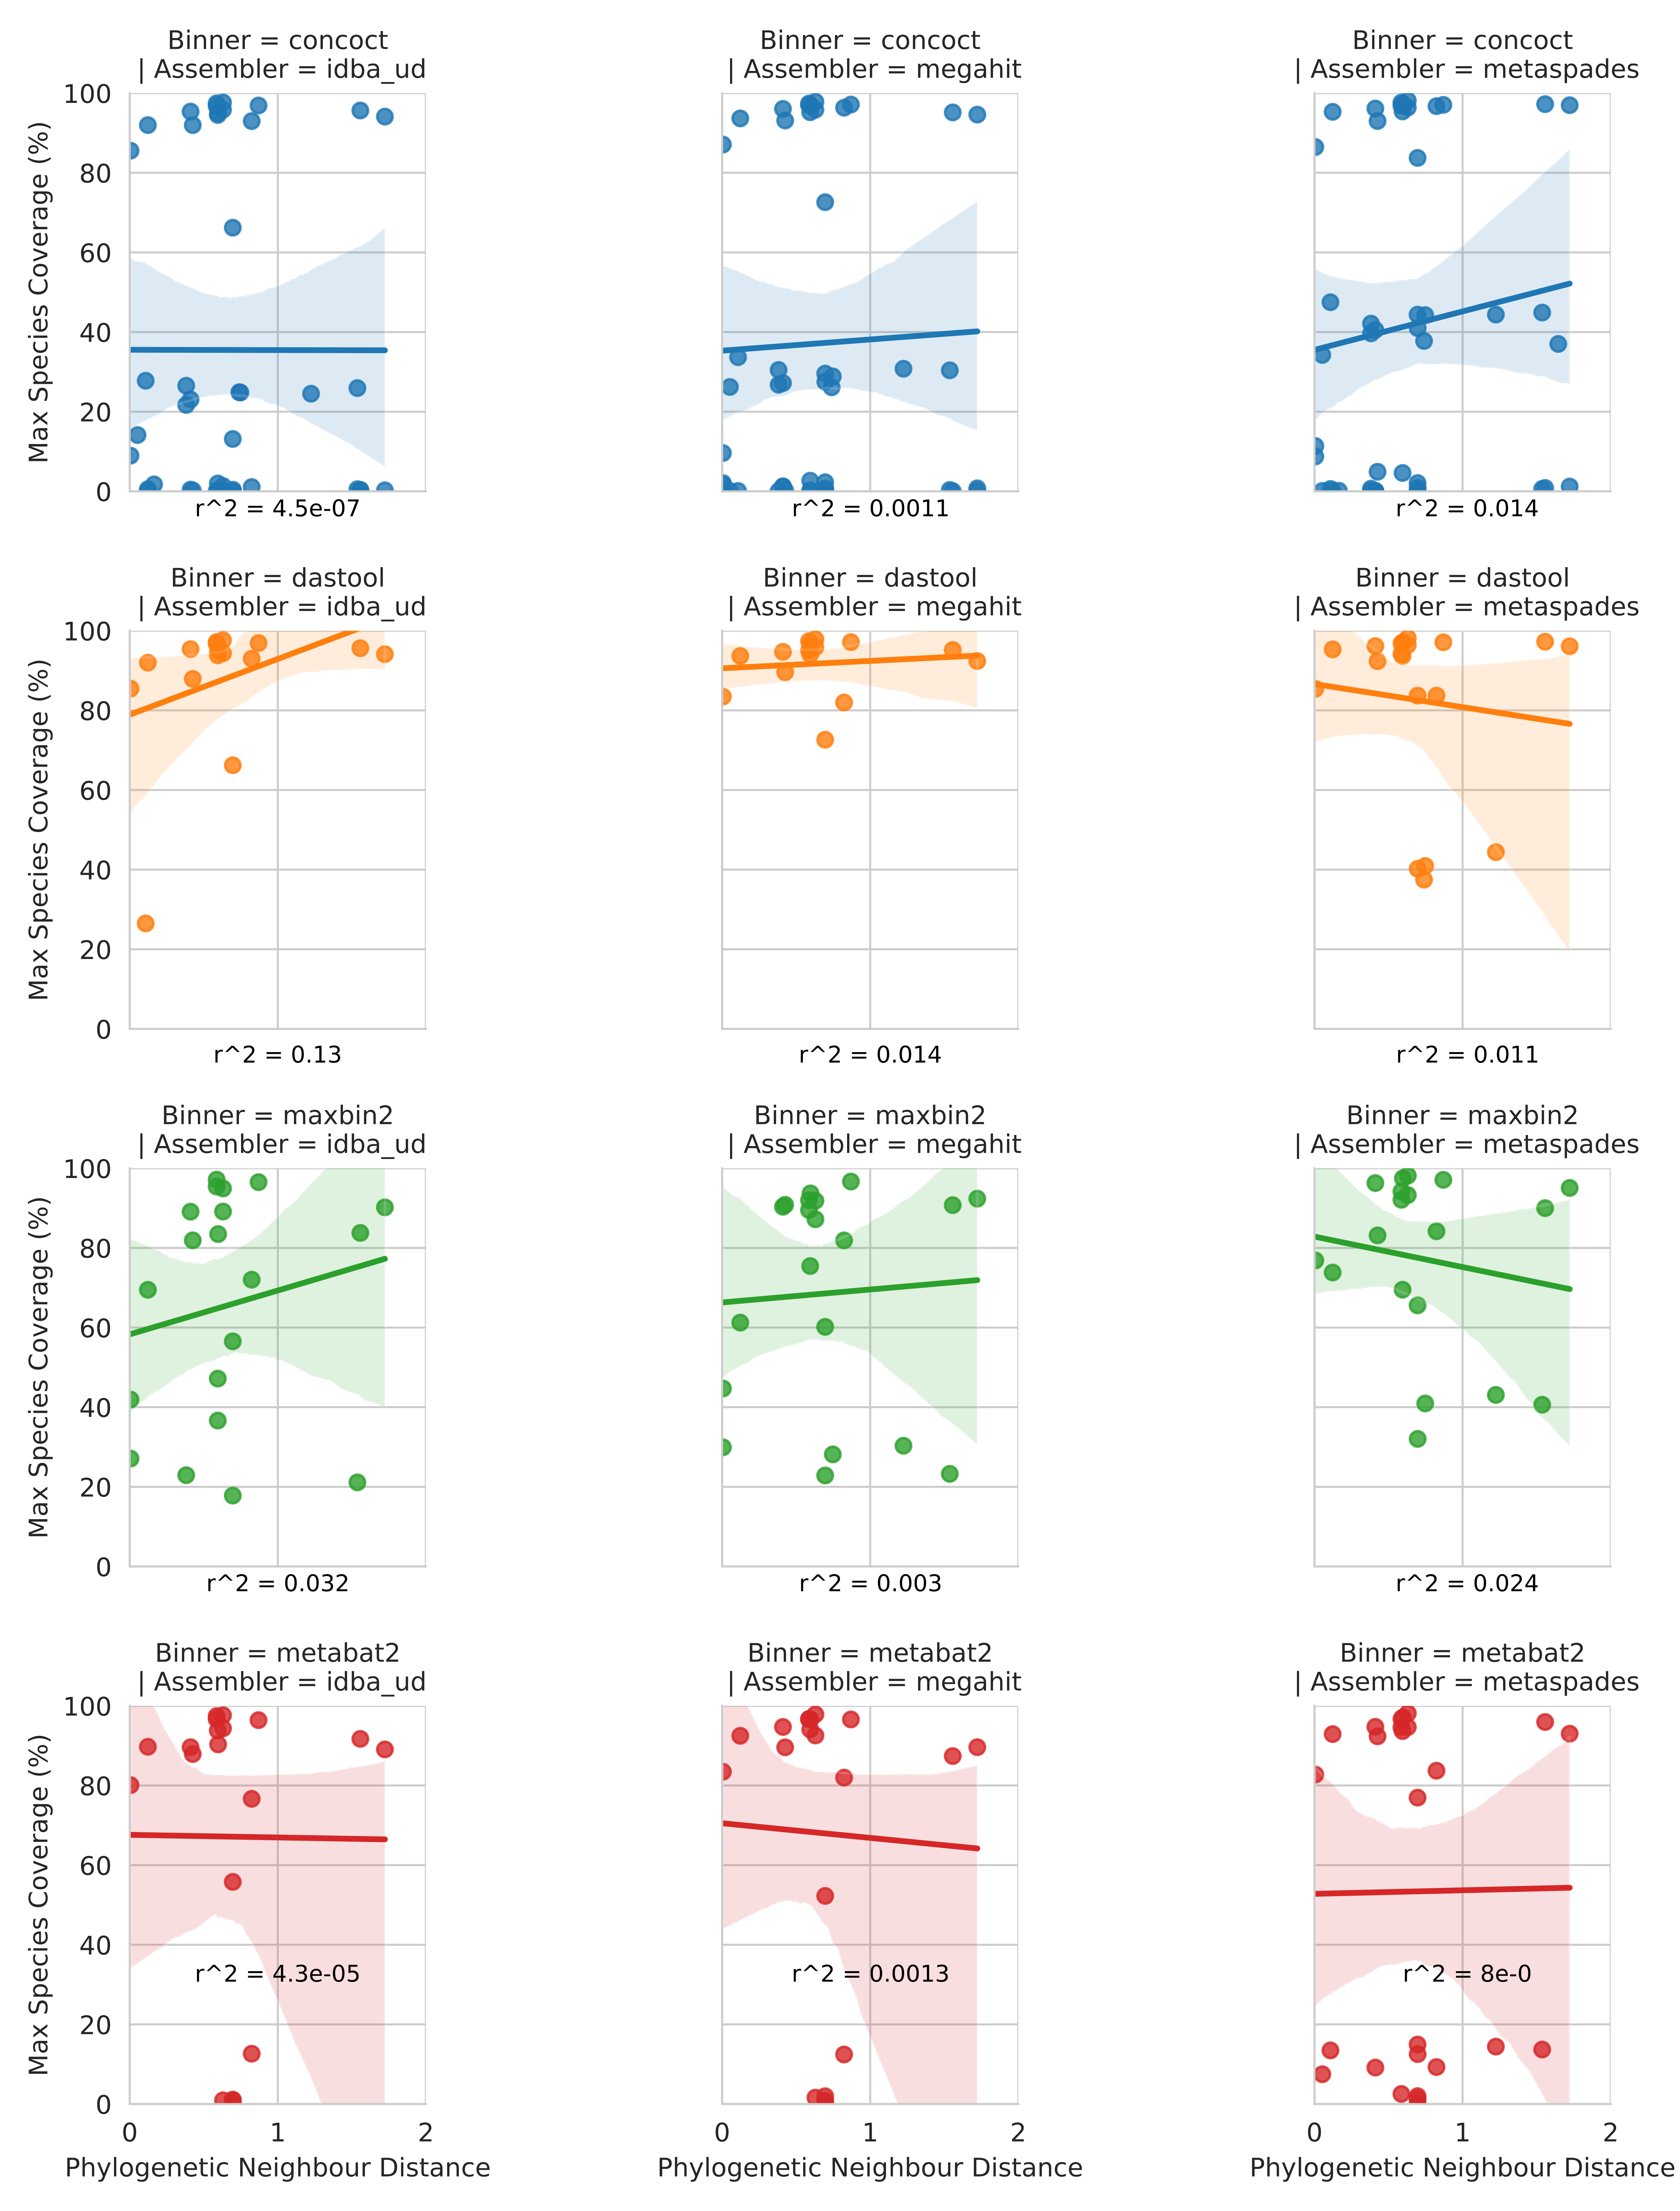 Binner = concoct
| Assembler = idba_ud
Binner = concoct
| Assembler = megahit
Binner = concoct
| Assembler = metaspades
Max Species Coverage (%)
100
80
60
40
20
0
r^2 = 4.5e-07
r^2 = 0.0011
r^2 = 0.014
Binner = dastool
| Assembler = idba_ud
Binner = dastool
| Assembler = megahit
Binner = dastool
| Assembler = metaspades
Max Species Coverage (%)
100
80
60
40
20
0
r^2 = 0.13
r^2 = 0.014
r^2 = 0.011
Binner = maxbin2
| Assembler = idba_ud
Binner = maxbin2
| Assembler = megahit
Binner = maxbin2
| Assembler = metaspades
Max Species Coverage (%)
100
80
60
40
20
0
r^2 = 0.032
r^2 = 0.003
r^2 = 0.024
Binner = metabat2
| Assembler = idba_ud
Binner = metabat2
| Assembler = megahit
Binner = metabat2
| Assembler = metaspades
Max Species Coverage (%)
100
80
60
40
20
0
r^2 = 4.3e-05
r^2 = 0.0013
r^2 = 8e-0
0 1 2
0 1 2
0 1 2
Phylogenetic Neighbour Distance
Phylogenetic Neighbour Distance
Phylogenetic Neighbour Distance